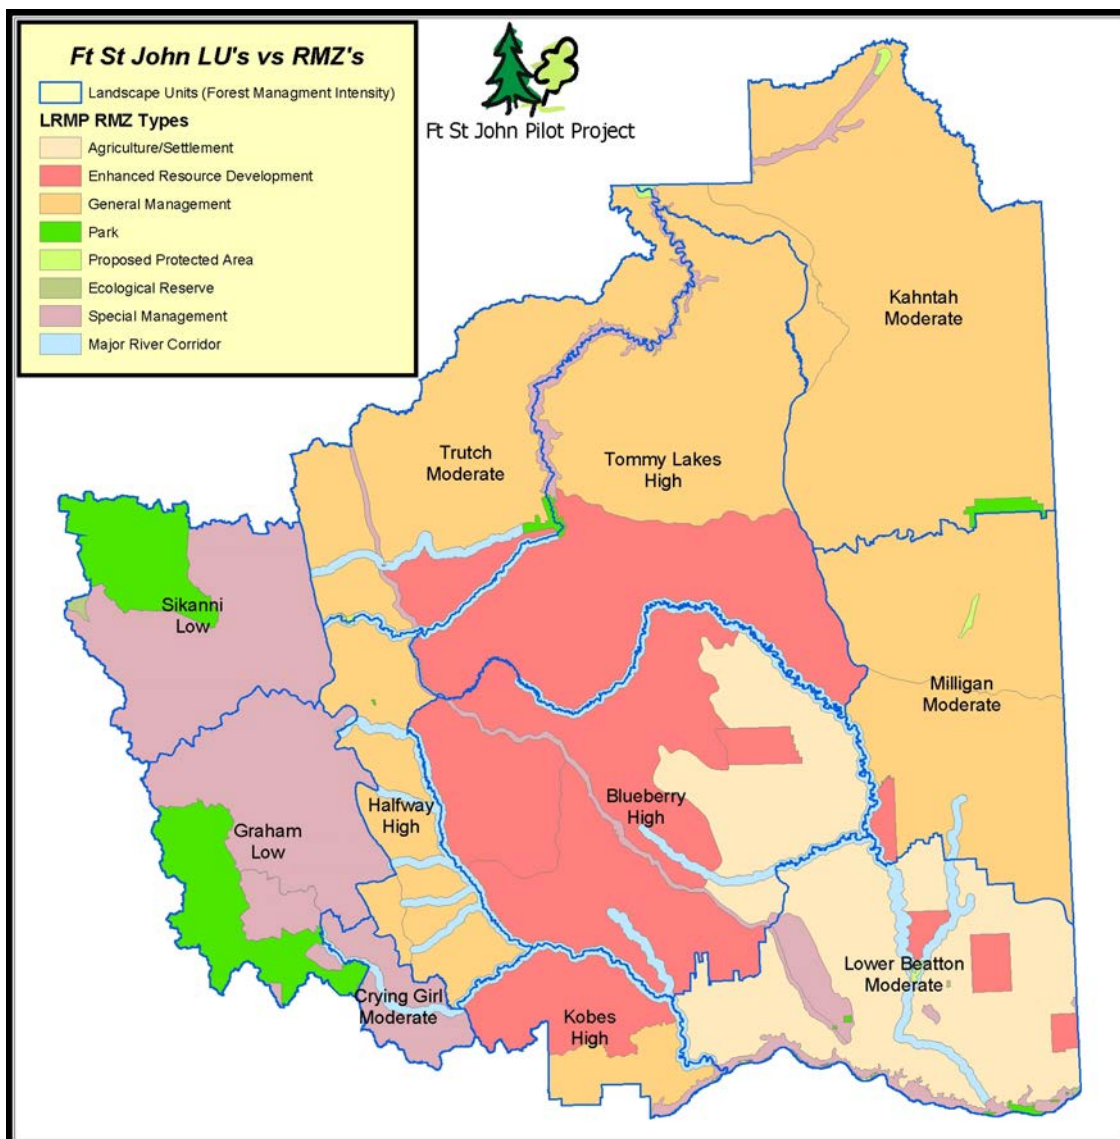 Ft St John LU's vs RMZ's
Landscape Units (Forest Managment Intensity)
LRMP RMZ Types
Agriculture/Settlement
Enhanced Resource Development
General Management
Park
Proposed Protected Area
Ecological Reserve
Special Management
Major River Corridor
Ft St John Pilot Project
Kahntah
Moderate
Trutch
Moderate
Tommy Lakes
High
Sikanni
Low
Milligan
Moderate
Blueberry
High
Halfway
High
Graham
Low
Lower Beatton
Moderate
Crying Girl
Moderate
Kobes
High